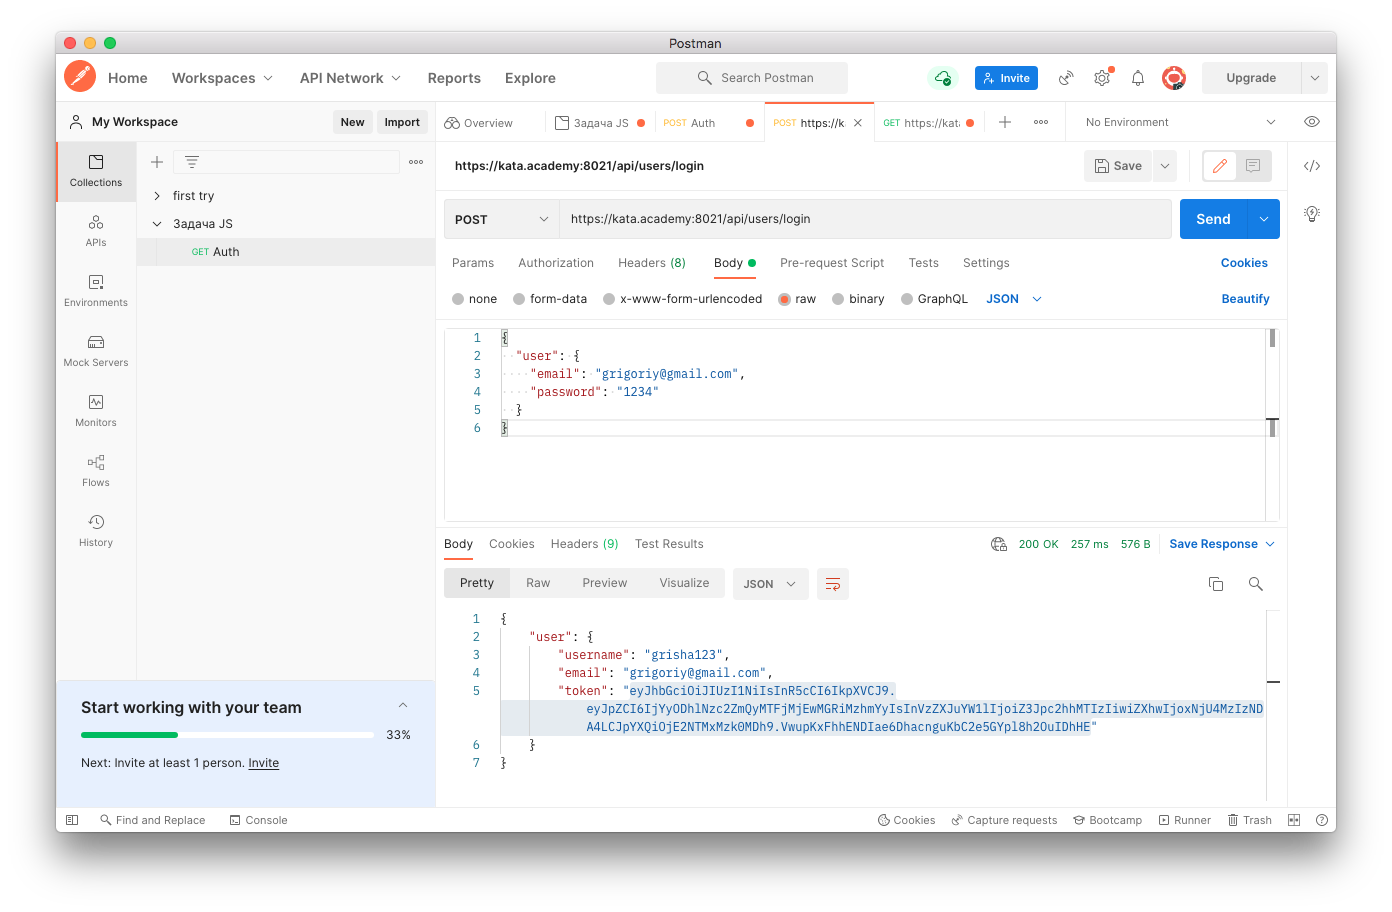 Postman
Home Workspaces API Network Reports Explore Search Postman Invite Upgrade
My Workspace New Import Overview Задача JS POST Auth POST https://k GET https://kata No Environment
https://kata.academy:8021/api/users/login Save
Collections
first try
Задача JS
GET Auth
APIs
Environments
Mock Servers
Monitors
Flows
History
POST https://kata.academy:8021/api/users/login Send
Params Authorization Headers (8) Body Pre-request Script Tests Settings Cookies
none form-data x-www-form-urlencoded raw binary GraphQL JSON Beautify
1 {
2 "user": {
3 "email": "grigoriy@gmail.com",
4 "password": "1234"
5 }
6 }
Body Cookies Headers (9) Test Results 200 OK 257 ms 576 B Save Response
Pretty Raw Preview Visualize JSON
1 {
2 "user": {
3 "username": "grisha123",
4 "email": "grigoriy@gmail.com",
5 "token": "eyJhbGciOiJIUzI1NiIsInR5cCI6IkpXVCJ9.
eyJpZCI6IjYyODhlNzc2ZmQyMTFjMjEwMGRiMzhmYyIsInVzZXJuYW1lIjoiZ3Jpc2hhMTIzIiwiZXhwIjoxNjU4MzIzND
A4LCJpYXQiOjE2NTMxMzk0MDh9.VwupKxFhhENDIae6DhacnguKbC2e5GYpl8h2OuIDhHE"
6 }
7 }
Start working with your team
33%
Next: Invite at least 1 person. Invite
Find and Replace Console Cookies Capture requests Bootcamp Runner Trash